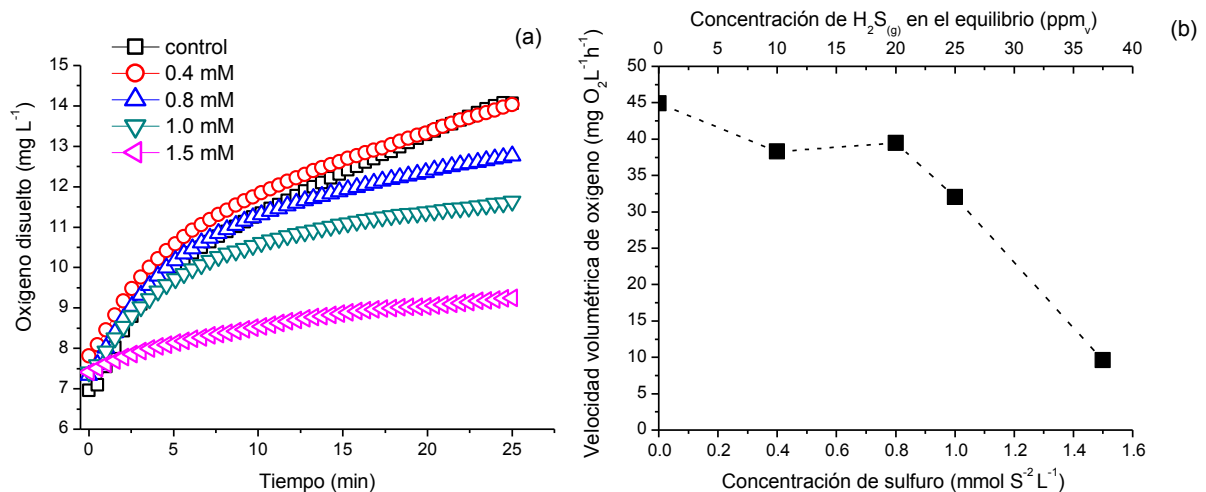 (a)
control
0.4 mM
0.8 mM
1.0 mM
1.5 mM
Oxígeno disuelto (mg L⁻¹)
15
14
13
12
11
10
9
8
7
6
0 5 10 15 20 25
Tiempo (min)
Concentración de H₂S₍g₎ en el equilibrio (ppmᵥ)
(b)
0 10 20 25 30 35 40
Velocidad volumétrica de oxígeno (mg O₂L⁻¹h⁻¹)
50
45
40
35
30
25
20
15
10
5
0
0.0 0.2 0.4 0.6 0.8 1.0 1.2 1.4 1.6
Concentración de sulfuro (mmol S⁻² L⁻¹)